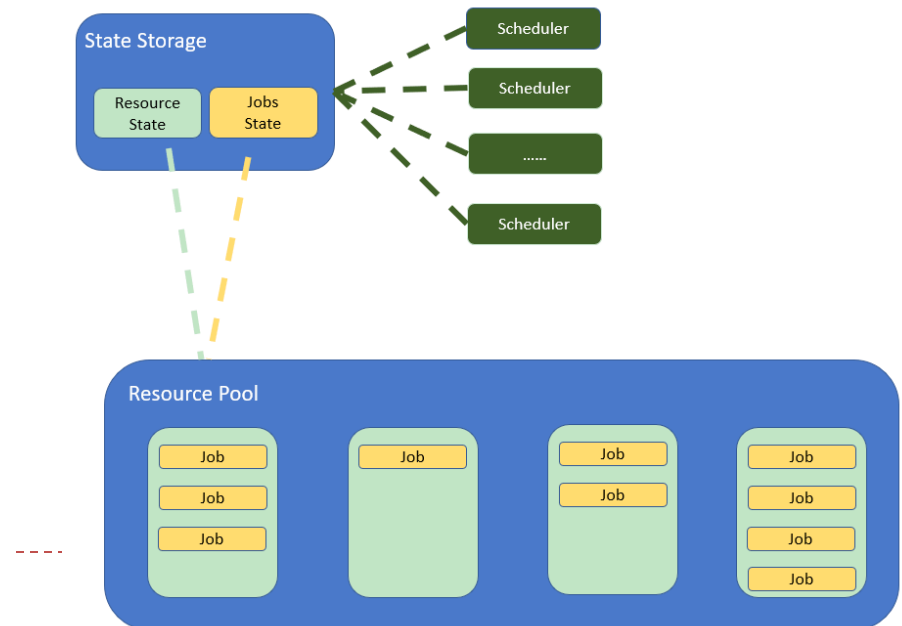 State Storage
Resource
State
Jobs
State
Scheduler
Scheduler
......
Scheduler
Resource Pool
Job
Job
Job
Job
Job
Job
Job
Job
Job
Job